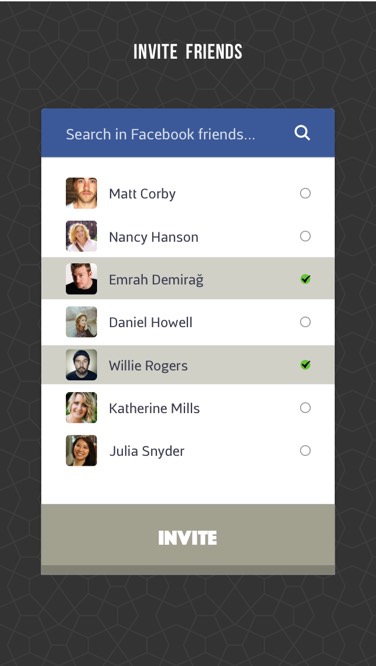 INVITE FRIENDS
Search in Facebook friends...
Matt Corby
Nancy Hanson
Emrah Demirağ
Daniel Howell
Willie Rogers
Katherine Mills
Julia Snyder
INVITE